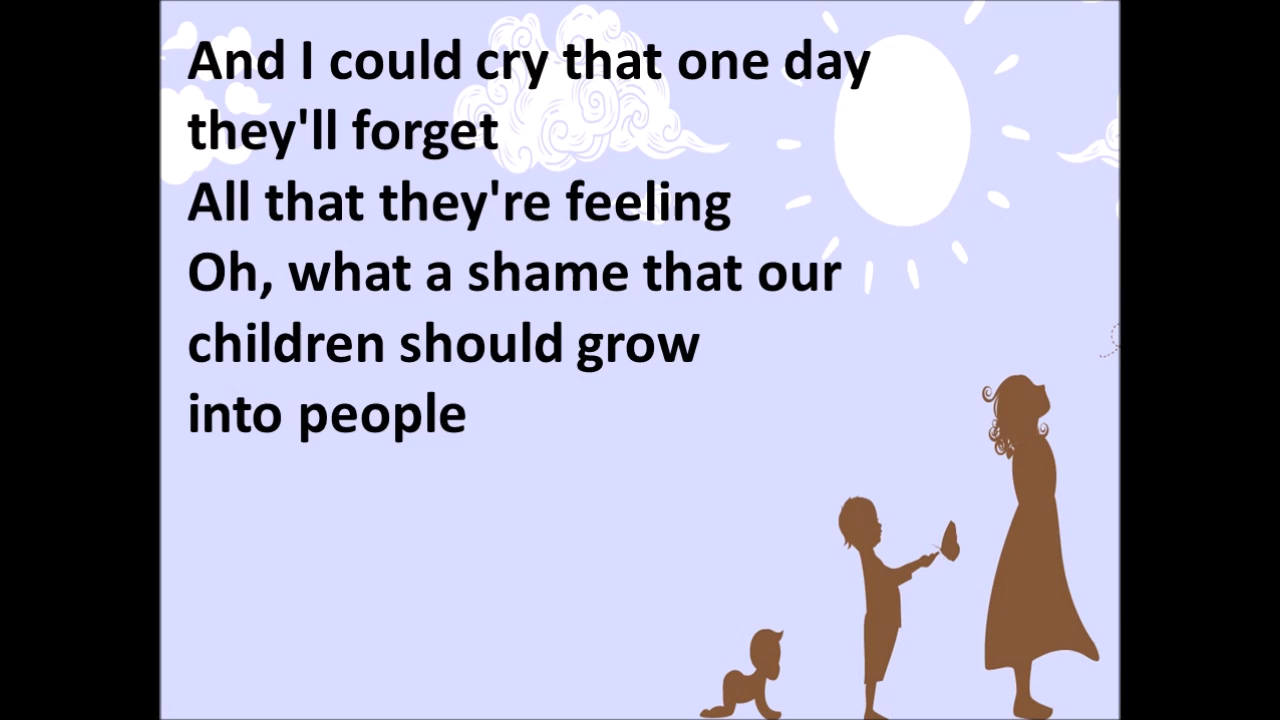 And I could cry that one day
they'll forget
All that they're feeling
Oh, what a shame that our
children should grow
into people